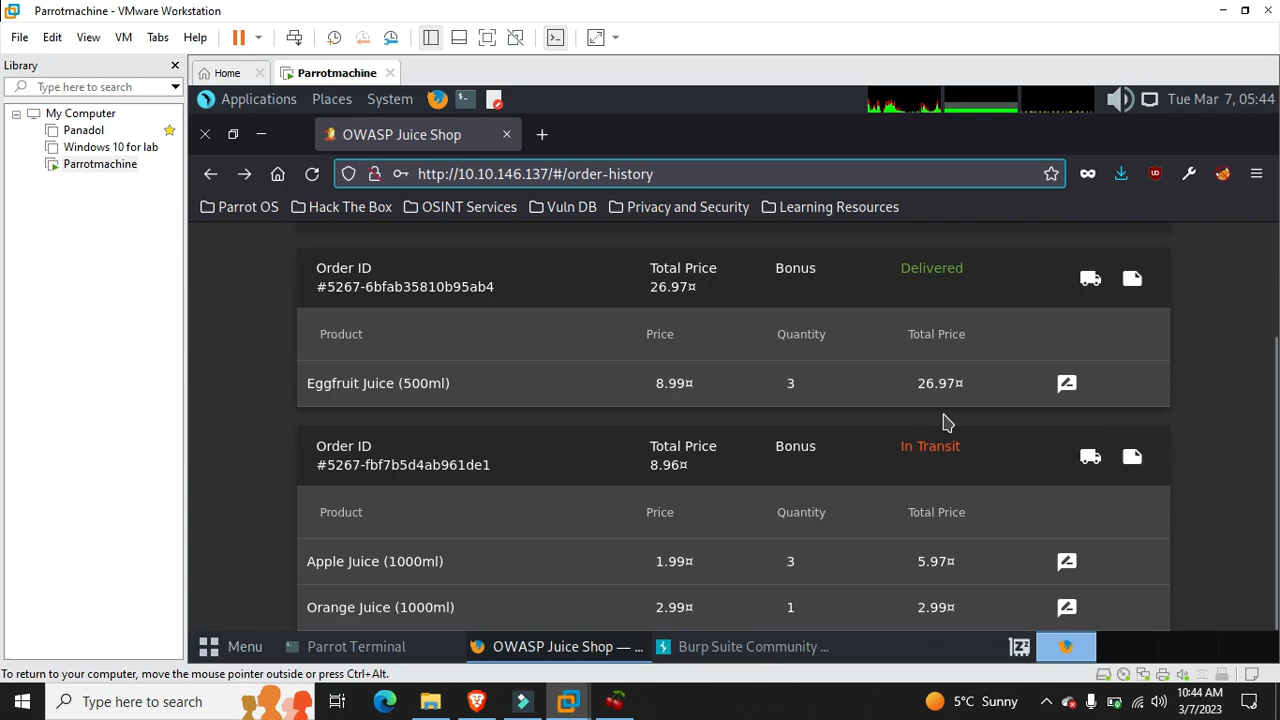 Parrotmachine - VMware Workstation
File Edit View VM Tabs Help
Library
Type here to search
My Computer
Panadol
Windows 10 for lab
Parrotmachine
Home
Parrotmachine
Applications Places System
Tue Mar 7, 05:44
OWASP Juice Shop
http://10.10.146.137/#/order-history
Parrot OS Hack The Box OSINT Services Vuln DB Privacy and Security Learning Resources
Order ID Total Price Bonus Delivered
#5267-6bfab35810b95ab4 26.97¤
Product Price Quantity Total Price
Eggfruit Juice (500ml) 8.99¤ 3 26.97¤
Order ID Total Price Bonus In Transit
#5267-fbf7b5d4ab961de1 8.96¤
Product Price Quantity Total Price
Apple Juice (1000ml) 1.99¤ 3 5.97¤
Orange Juice (1000ml) 2.99¤ 1 2.99¤
Menu Parrot Terminal OWASP Juice Shop — ... Burp Suite Community ...
To return to your computer, move the mouse pointer outside or press Ctrl+Alt.
Type here to search
5°C Sunny
10:44 AM
3/7/2023